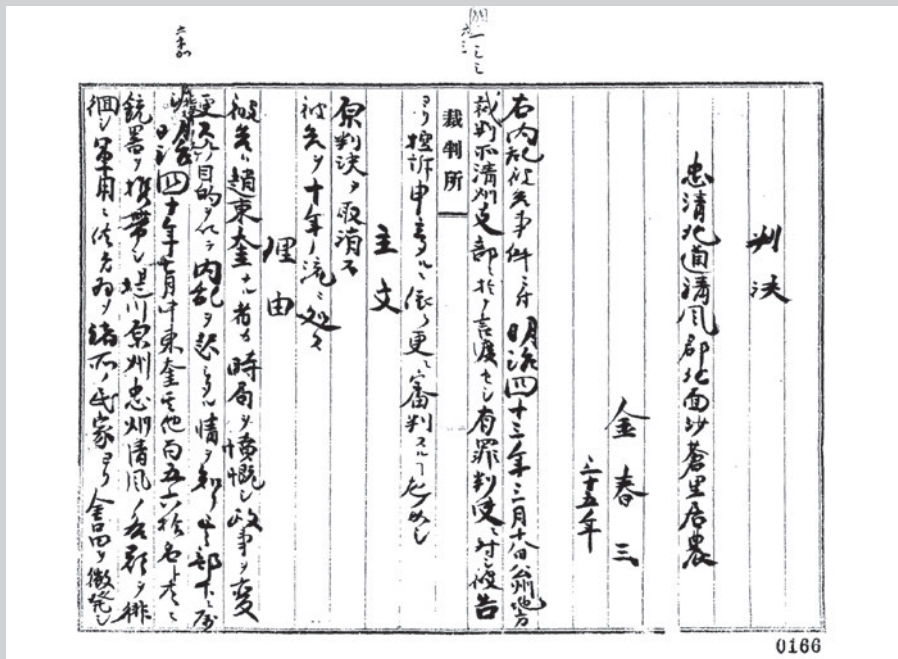 判決
忠清北道清風郡北面沙蒼里居農
金春三
三十五年
右内乱被告事件ニ付明治四十三年三月十八日公州地方
裁判所清州支部ニ於テ言渡セシ有罪判決ニ対シ被告
裁判所
ヨリ控訴申立タルニ依リ更ニ審判スルコト左ノ如シ
主文
原判決ヲ取消ス
被告ヲ十年ノ流ニ処ス
理由
被告ハ趙東奎ナル者カ時局ヲ憤慨シ政事ヲ変
更スル目的ヲ以テ内乱ヲ起シタル情ヲ知リ其部下ニ属シ
明治四十年七月中東奎其他百五六拾名ト共ニ
銃器ヲ携帯シ堤川原州忠州清風ノ各郡ヲ徘
徊シ軍用ニ供スル為メ諸所ノ民家ヨリ金品ヲ徴発シ
0166